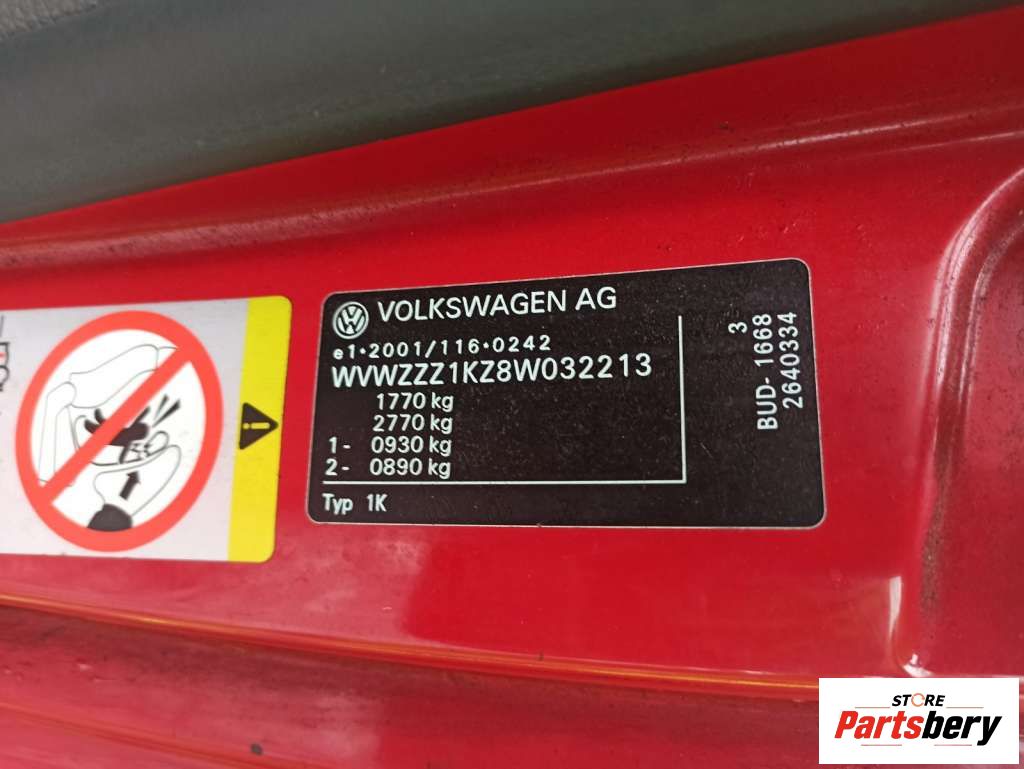 VOLKSWAGEN AG
e1*2001/116*0242
WVWZZZ1KZ8W032213
1770 kg
2770 kg
1- 0930 kg
2- 0890 kg
Typ 1K
3
BUD- 1668
2640334
STORE
Partsbery